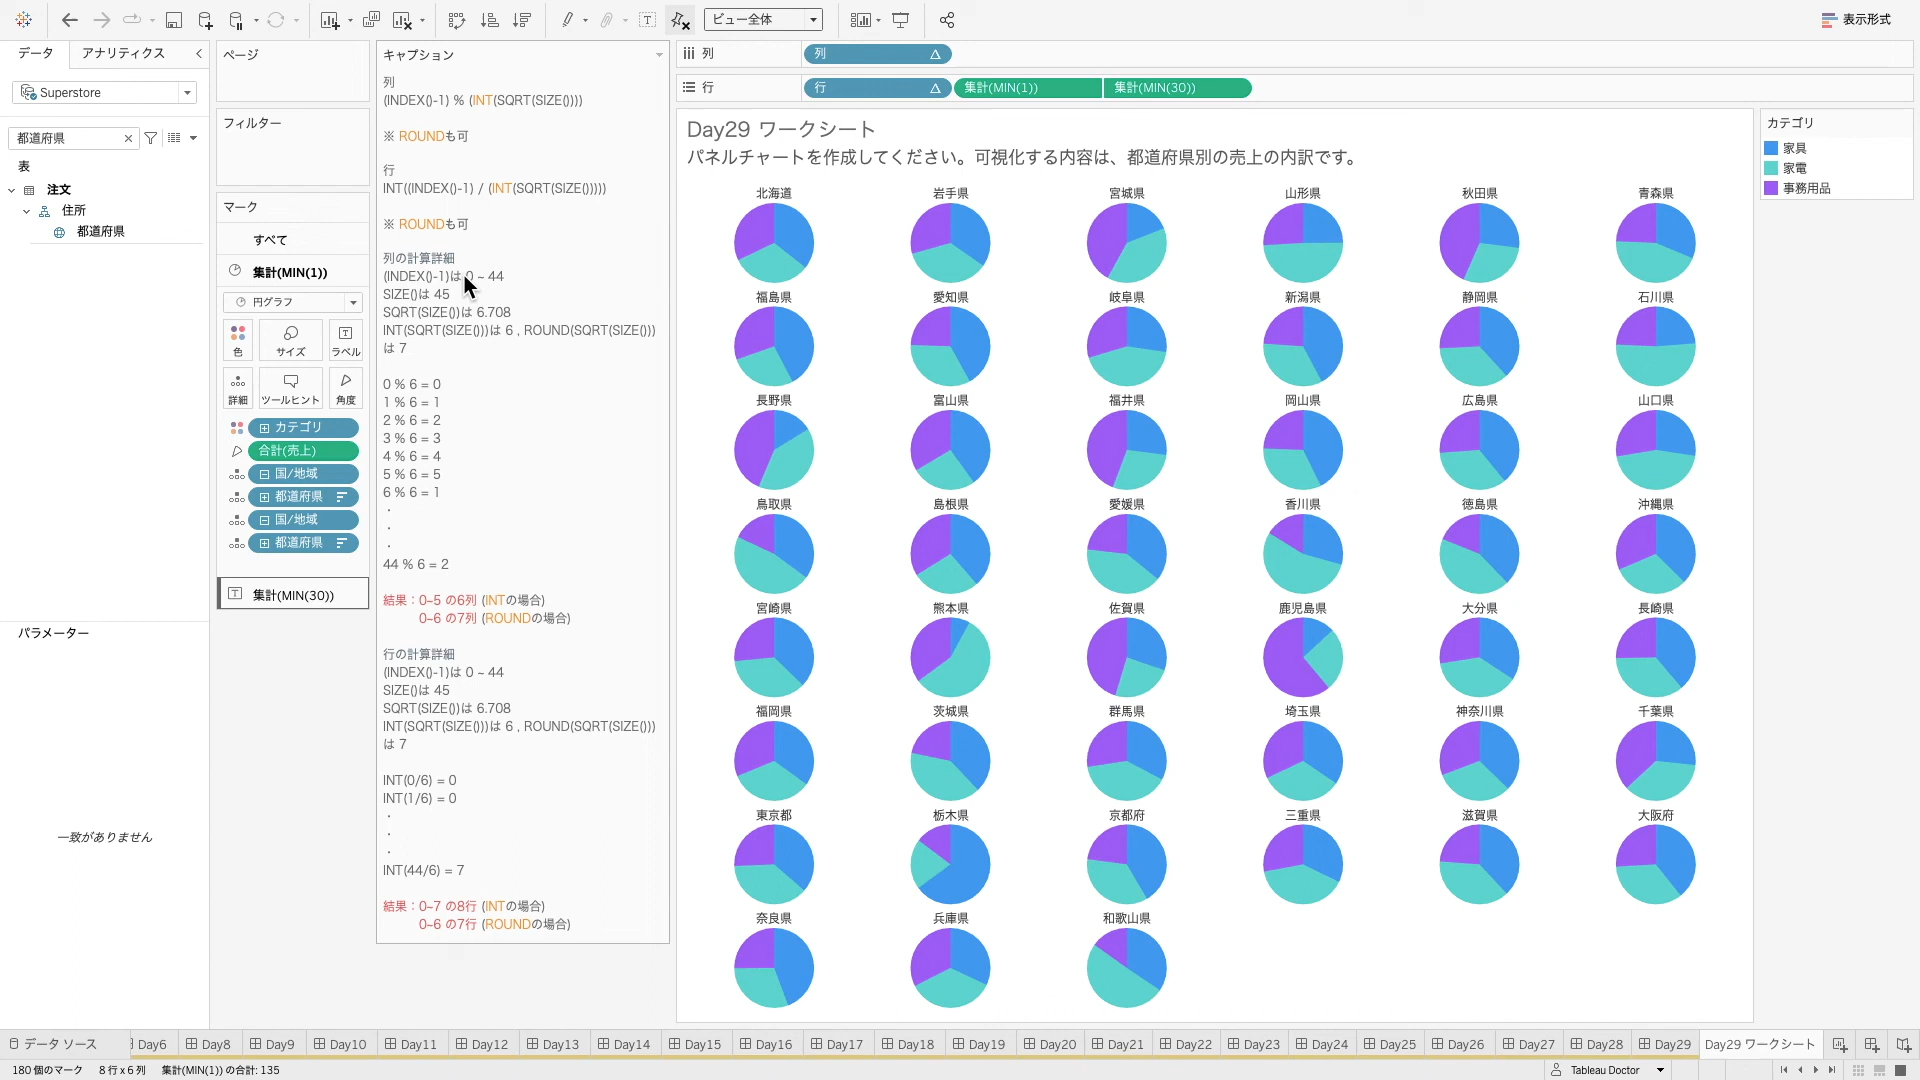 ビュー全体
表示形式
データ
アナリティクス
Superstore
都道府県
表
注文
住所
都道府県
パラメーター
一致がありません
ページ
フィルター
マーク
すべて
集計(MIN(1))
円グラフ
色
サイズ
ラベル
詳細
ツールヒント
角度
カテゴリ
合計(売上)
国/地域
都道府県
国/地域
都道府県
集計(MIN(30))
キャプション
列
(INDEX()-1) % (INT(SQRT(SIZE())))
※ ROUNDも可
行
INT((INDEX()-1) / (INT(SQRT(SIZE()))))
※ ROUNDも可
列の計算詳細
(INDEX()-1)は 0 ~ 44
SIZE()は 45
SQRT(SIZE())は 6.708
INT(SQRT(SIZE()))は 6 , ROUND(SQRT(SIZE()))
は 7
0 % 6 = 0
1 % 6 = 1
2 % 6 = 2
3 % 6 = 3
4 % 6 = 4
5 % 6 = 5
6 % 6 = 1
.
.
.
44 % 6 = 2
結果：0~5 の6列 (INTの場合)
0~6 の7列 (ROUNDの場合)
行の計算詳細
(INDEX()-1)は 0 ~ 44
SIZE()は 45
SQRT(SIZE())は 6.708
INT(SQRT(SIZE()))は 6 , ROUND(SQRT(SIZE()))
は 7
INT(0/6) = 0
INT(1/6) = 0
.
.
.
INT(44/6) = 7
結果：0~7 の8行 (INTの場合)
0~6 の7行 (ROUNDの場合)
列 列
行 行 集計(MIN(1)) 集計(MIN(30))
Day29 ワークシート
パネルチャートを作成してください。可視化する内容は、都道府県別の売上の内訳です。
北海道 岩手県 宮城県 山形県 秋田県 青森県
福島県 愛知県 岐阜県 新潟県 静岡県 石川県
長野県 富山県 福井県 岡山県 広島県 山口県
鳥取県 島根県 愛媛県 香川県 徳島県 沖縄県
宮崎県 熊本県 佐賀県 鹿児島県 大分県 長崎県
福岡県 茨城県 群馬県 埼玉県 神奈川県 千葉県
東京都 栃木県 京都府 三重県 滋賀県 大阪府
奈良県 兵庫県 和歌山県
カテゴリ
家具
家電
事務用品
データ ソース Day6 Day8 Day9 Day10 Day11 Day12 Day13 Day14 Day15 Day16 Day17 Day18 Day19 Day20 Day21 Day22 Day23 Day24 Day25 Day26 Day27 Day28 Day29 Day29 ワークシート
180 個のマーク 8 行 x 6 列 集計(MIN(1)) の合計: 135 Tableau Doctor